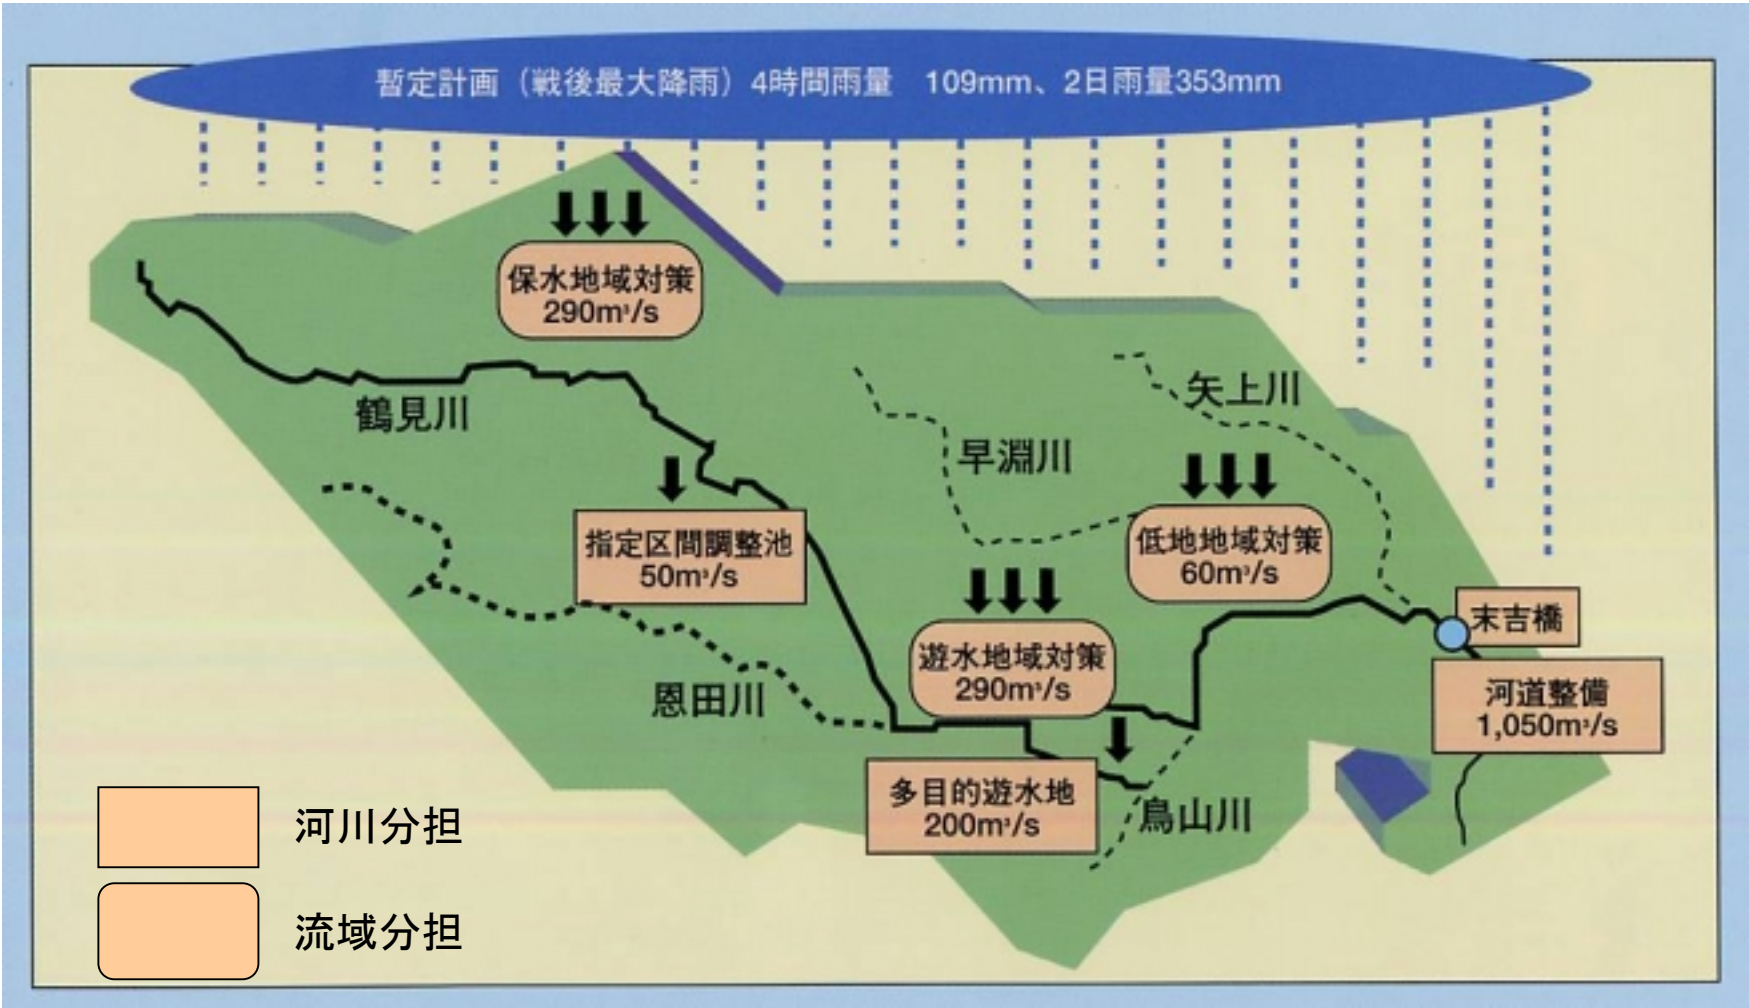 暫定計画（戦後最大降雨）4時間雨量　109mm、2日雨量353mm
保水地域対策
290m³/s
鶴見川
矢上川
早淵川
指定区間調整池
50m³/s
低地地域対策
60m³/s
末吉橋
遊水地域対策
290m³/s
恩田川
河道整備
1,050m³/s
多目的遊水地
200m³/s
鳥山川
河川分担
流域分担